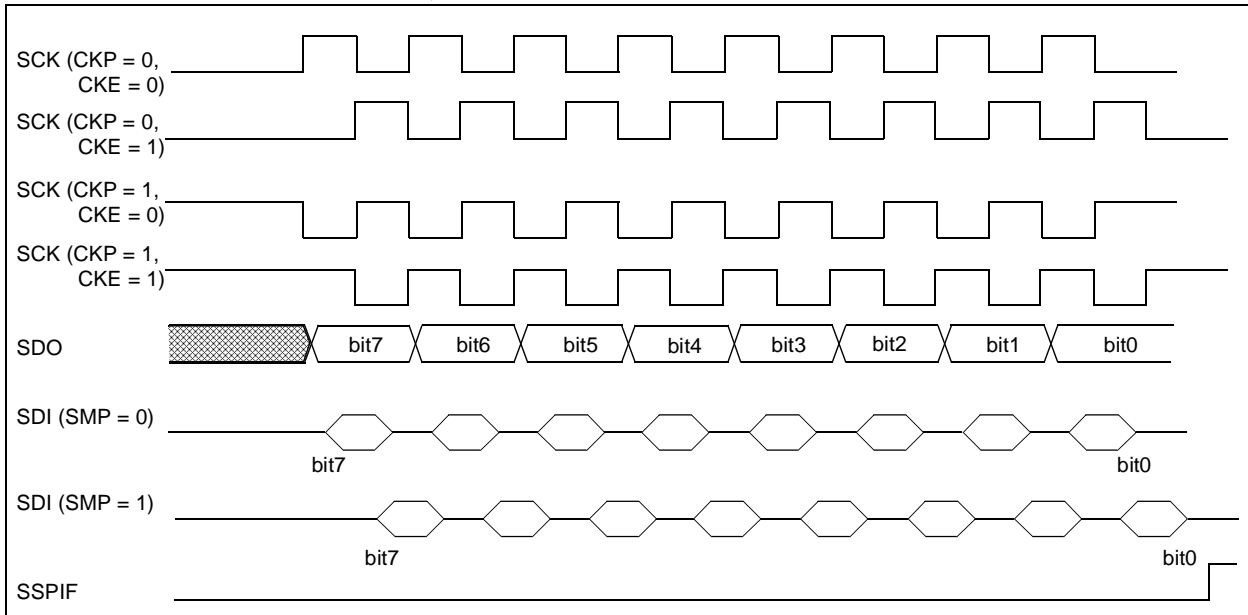 SCK (CKP = 0,
CKE = 0)
SCK (CKP = 0,
CKE = 1)
SCK (CKP = 1,
CKE = 0)
SCK (CKP = 1,
CKE = 1)
SDO bit7 bit6 bit5 bit4 bit3 bit2 bit1 bit0
SDI (SMP = 0)
bit7 bit0
SDI (SMP = 1)
bit7 bit0
SSPIF